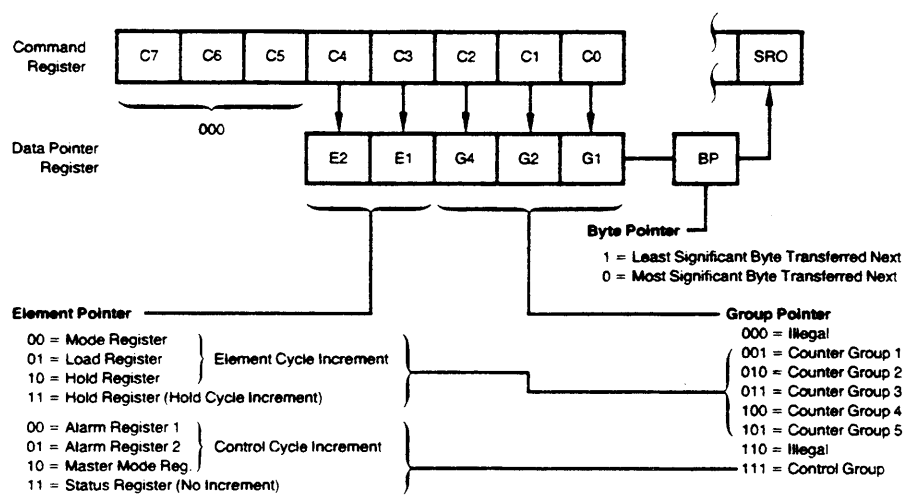 Command
Register
C7 C6 C5 C4 C3 C2 C1 C0
SRO
000
Data Pointer
Register
E2 E1 G4 G2 G1
BP
Byte Pointer
1 = Least Significant Byte Transferred Next
0 = Most Significant Byte Transferred Next
Element Pointer
00 = Mode Register
01 = Load Register
10 = Hold Register
Element Cycle Increment
11 = Hold Register (Hold Cycle Increment)
00 = Alarm Register 1
01 = Alarm Register 2
10 = Master Mode Reg.
Control Cycle Increment
11 = Status Register (No Increment)
Group Pointer
000 = Illegal
001 = Counter Group 1
010 = Counter Group 2
011 = Counter Group 3
100 = Counter Group 4
101 = Counter Group 5
110 = Illegal
111 = Control Group